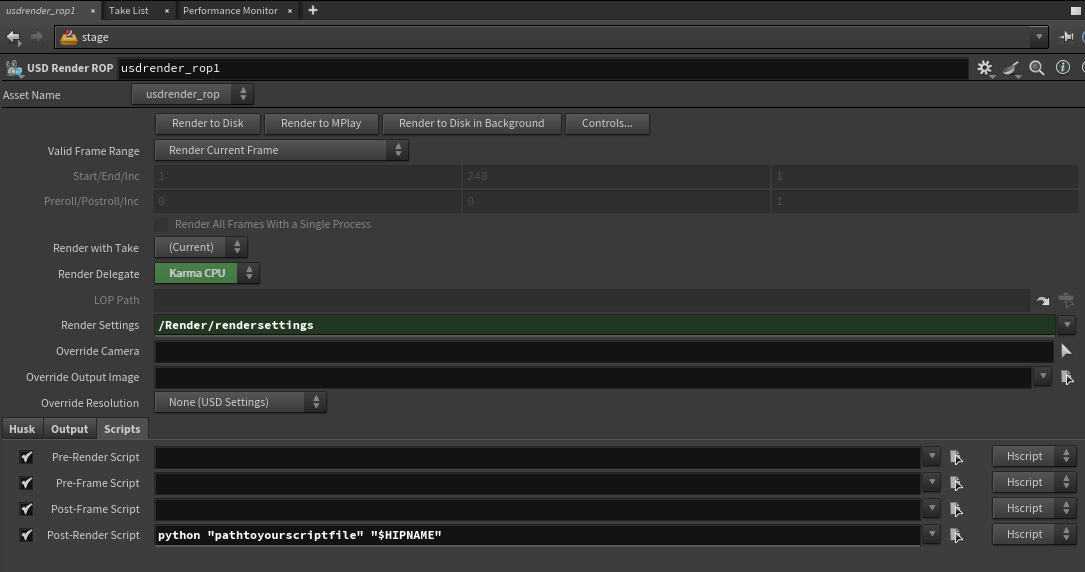 usdrender_rop1 × Take List × Performance Monitor × +
stage
USD Render ROP usdrender_rop1
Asset Name usdrender_rop
Render to Disk Render to MPlay Render to Disk in Background Controls...
Valid Frame Range Render Current Frame
Start/End/Inc 1 240 1
Preroll/Postroll/Inc 0 0 1
Render All Frames With a Single Process
Render with Take (Current)
Render Delegate Karma CPU
LOP Path
Render Settings /Render/rendersettings
Override Camera
Override Output Image
Override Resolution None (USD Settings)
Husk Output Scripts
Pre-Render Script Hscript
Pre-Frame Script Hscript
Post-Frame Script Hscript
Post-Render Script python "pathtoyourscriptfile" "$HIPNAME" Hscript